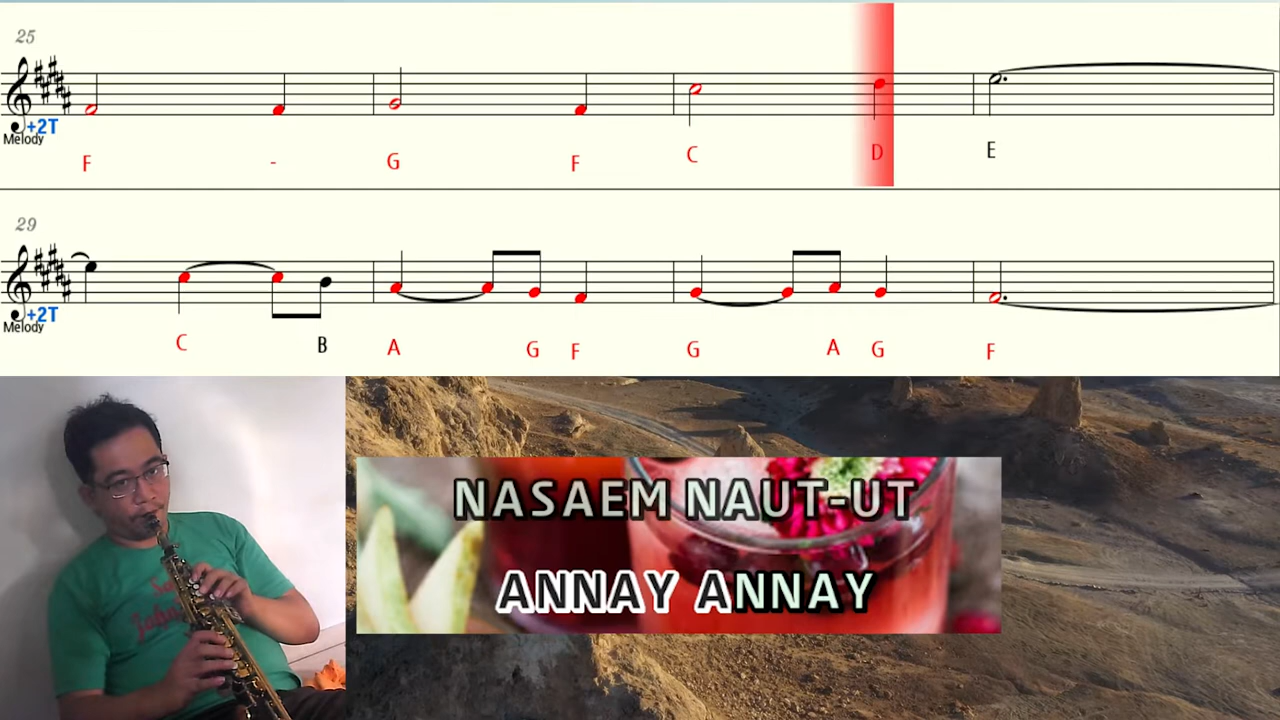 25
+2T
Melody
F - G F C D E
29
+2T
Melody
C B A G F G A G F
NASAEM NAUT-UT
ANNAY ANNAY